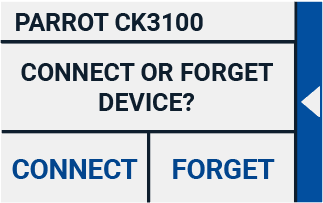 PARROT CK3100
CONNECT OR FORGET
DEVICE?
CONNECT
FORGET